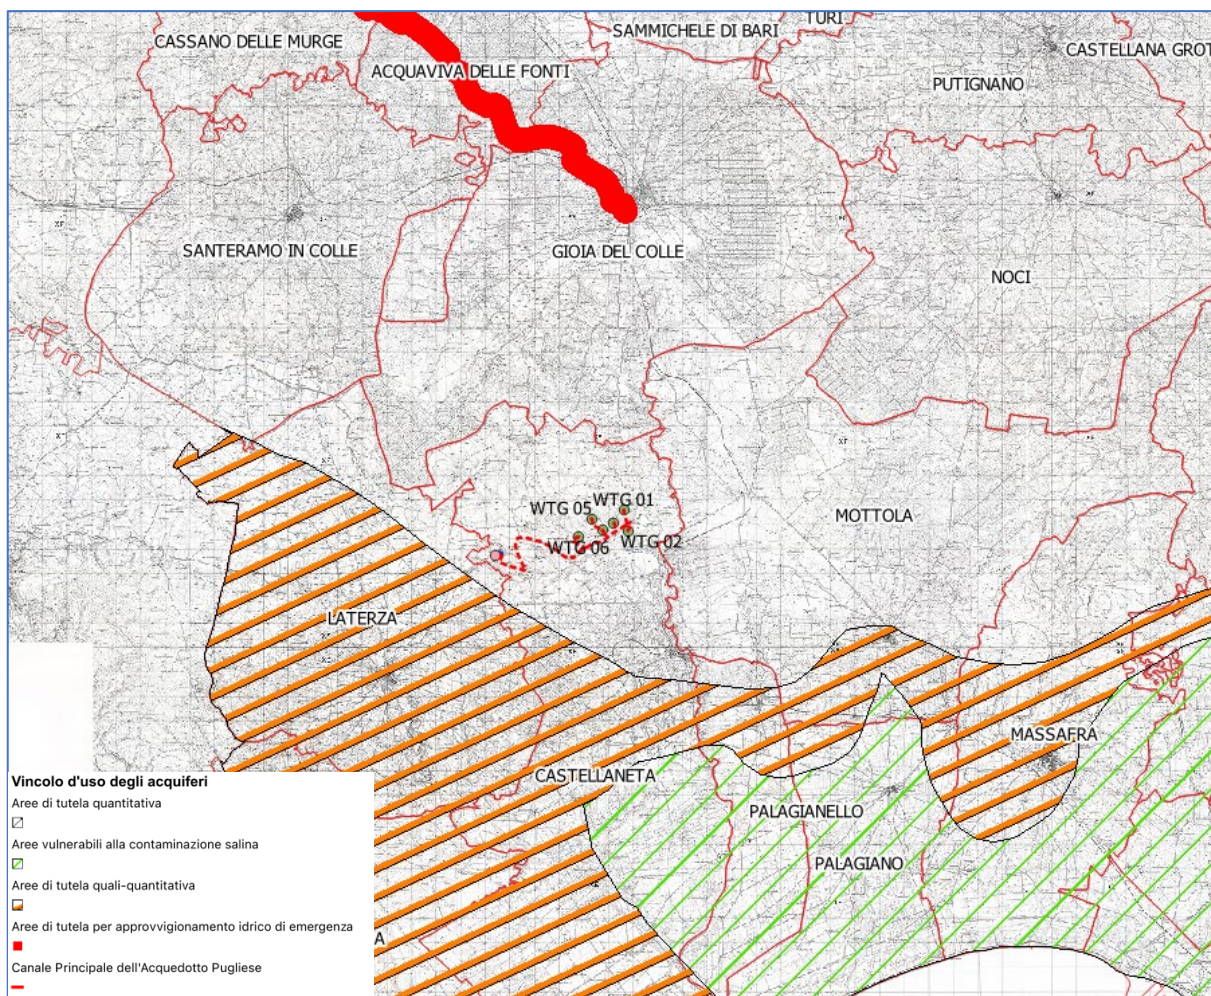 TURI
SAMMICHELE DI BARI
CASSANO DELLE MURGE
CASTELLANA GROT
ACQUAVIVA DELLE FONTI
PUTIGNANO
SANTERAMO IN COLLE
GIOIA DEL COLLE
NOCI
WTG 01
WTG 05
MOTTOLA
WTG 02
WTG 06
LATERZA
MASSAFRA
CASTELLANETA
PALAGIANELLO
PALAGIANO
A
Vincolo d'uso degli acquiferi
Aree di tutela quantitativa
Aree vulnerabili alla contaminazione salina
Aree di tutela quali-quantitativa
Aree di tutela per approvvigionamento idrico di emergenza
Canale Principale dell'Acquedotto Pugliese